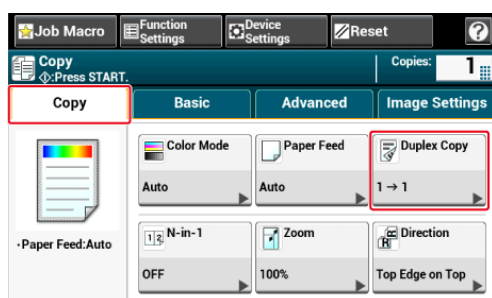 Job Macro
Function
Settings
Device
Settings
Reset
?
Copy
:Press START.
Copies:
1
Copy
Basic
Advanced
Image Settings
Color Mode
Auto
Paper Feed
Auto
Duplex Copy
1 → 1
·Paper Feed:Auto
12 N-in-1
OFF
Zoom
100%
R Direction
Top Edge on Top